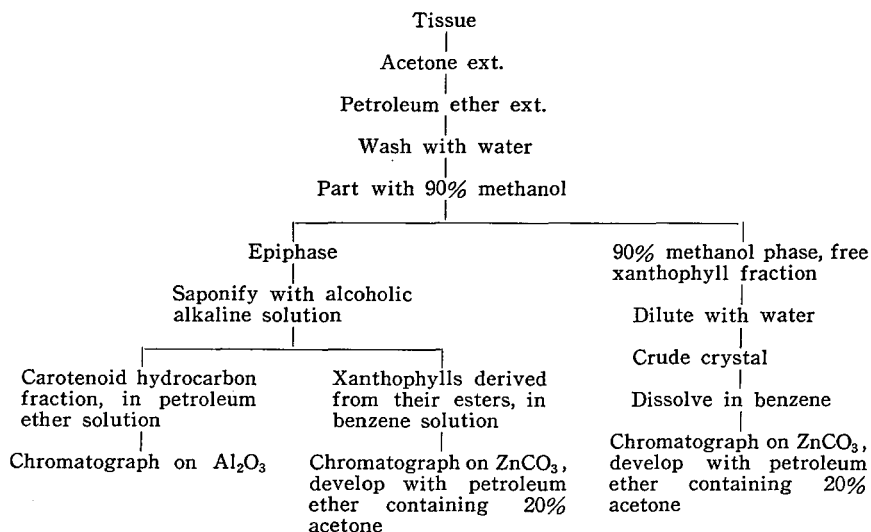 Tissue
Acetone ext.
Petroleum ether ext.
Wash with water
Part with 90% methanol
Epiphase
Saponify with alcoholic
alkaline solution
Carotenoid hydrocarbon
fraction, in petroleum
ether solution
Chromatograph on Al₂O₃
Xanthophylls derived
from their esters, in
benzene solution
Chromatograph on ZnCO₃,
develop with petroleum
ether containing 20%
acetone
90% methanol phase, free
xanthophyll fraction
Dilute with water
Crude crystal
Dissolve in benzene
Chromatograph on ZnCO₃,
develop with petroleum
ether containing 20%
acetone